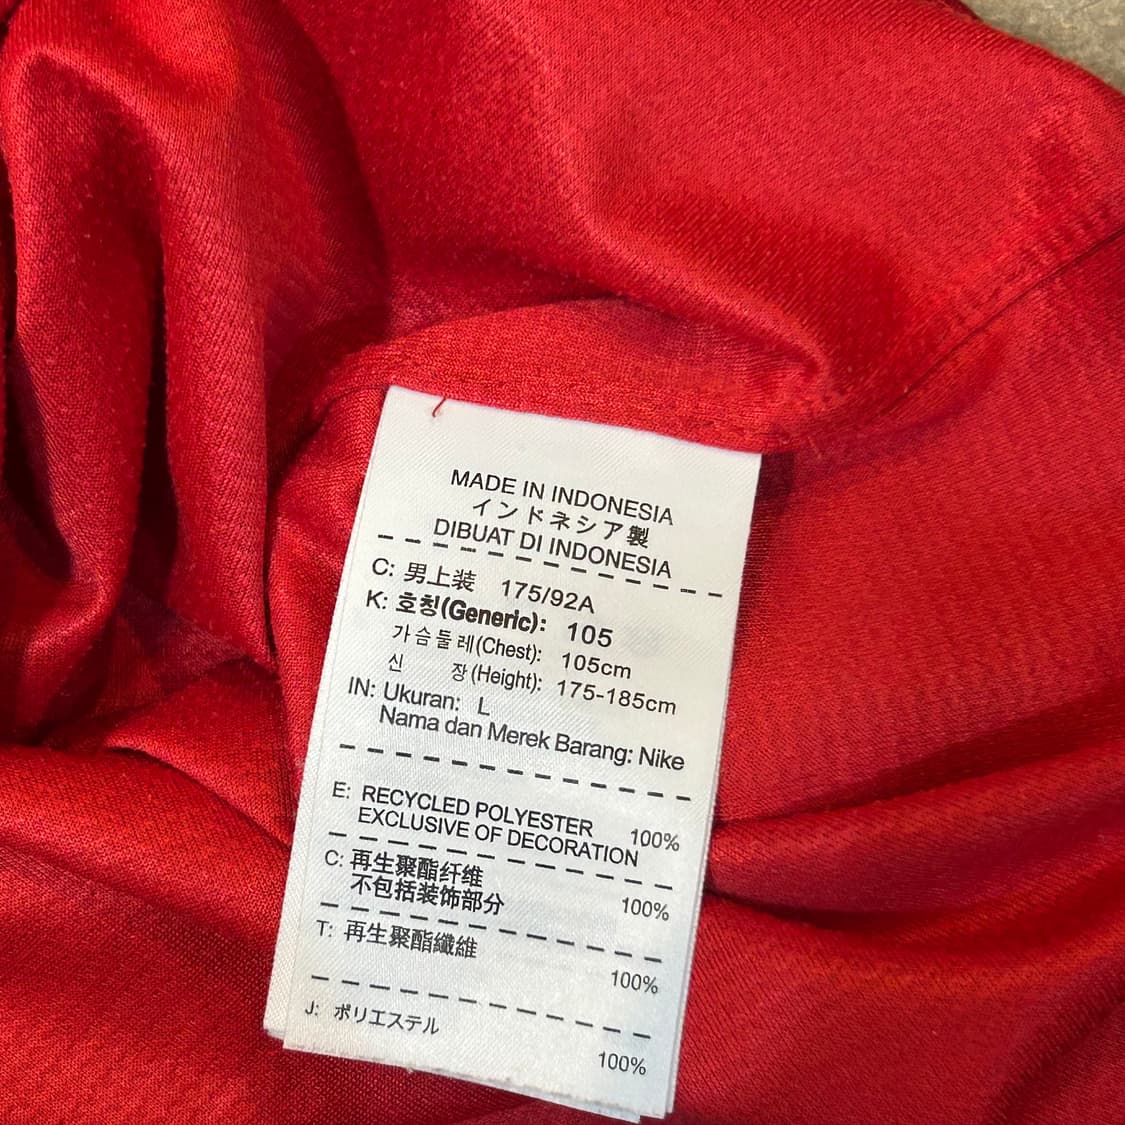 MADE IN INDONESIA
インドネシア製
DIBUAT DI INDONESIA
C: 男上装 175/92A
K: 호칭(Generic): 105
가슴둘레(Chest): 105cm
신 장(Height): 175-185cm
IN: Ukuran: L
Nama dan Merek Barang: Nike
E: RECYCLED POLYESTER 100%
EXCLUSIVE OF DECORATION
C: 再生聚酯纤维
不包括装饰部分 100%
T: 再生聚酯纖維
100%
J: ポリエステル
100%